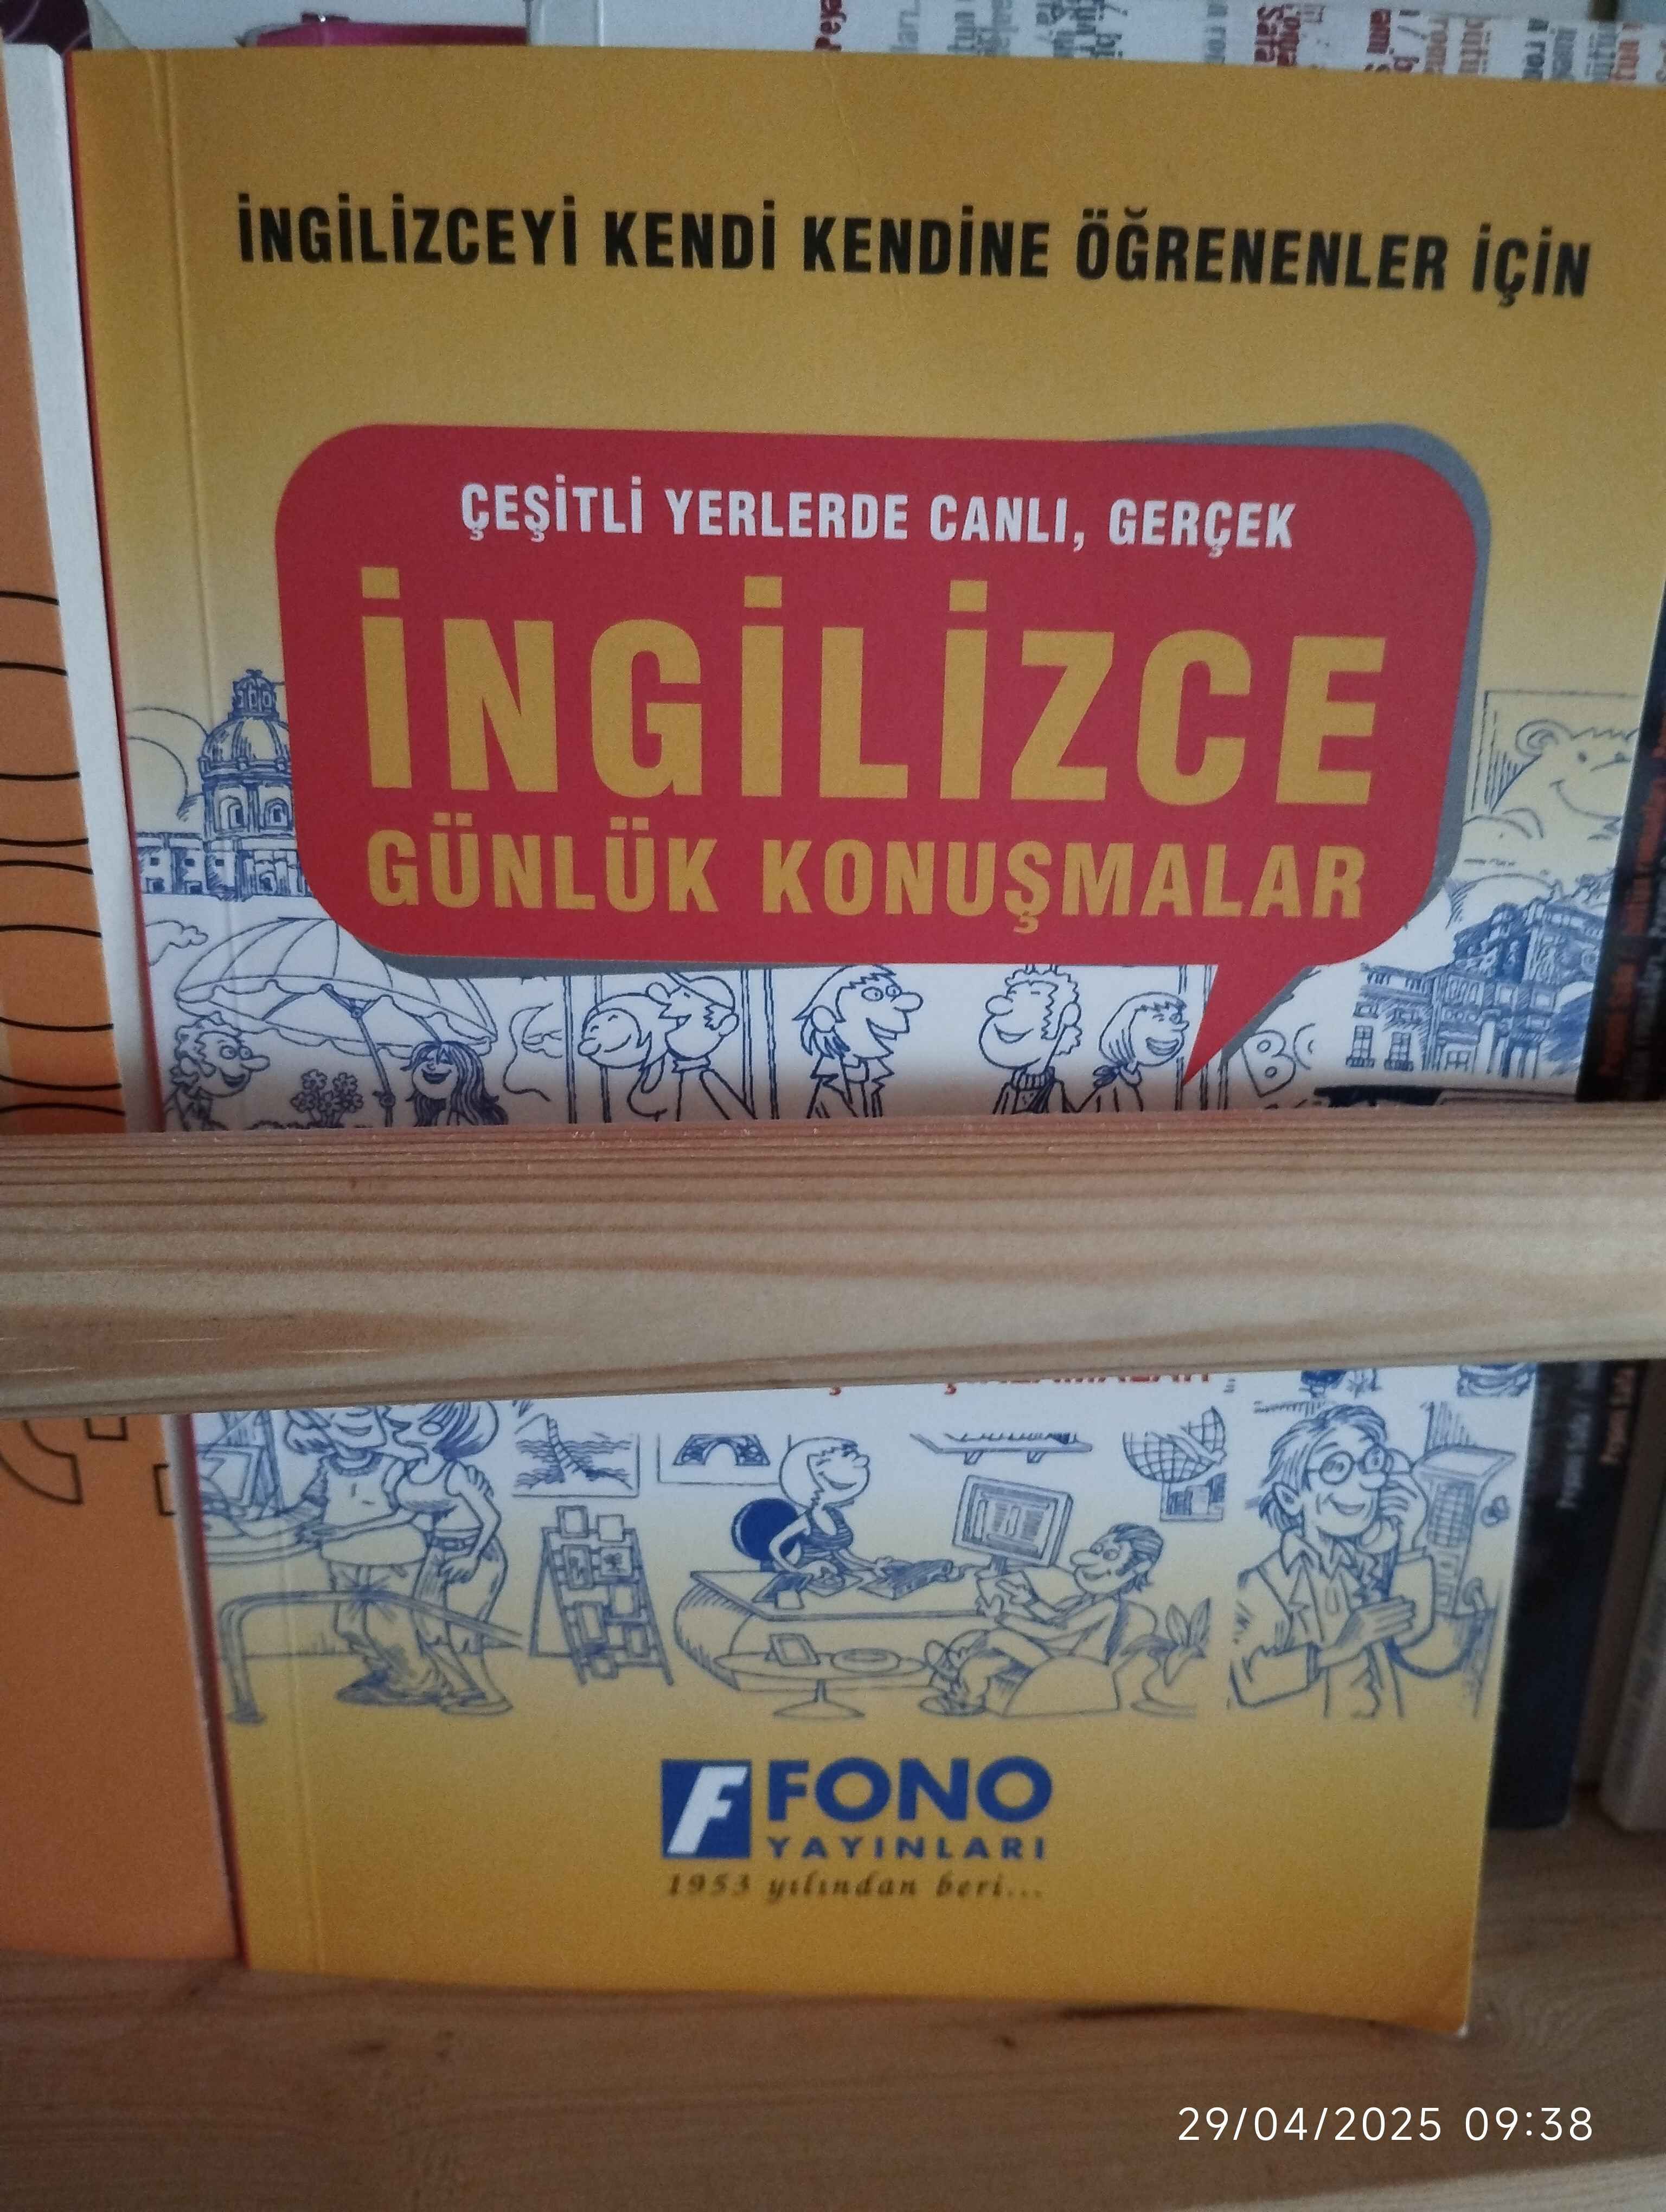 İNGİLİZCEYİ KENDİ KENDİNE ÖĞRENENLER İÇİN
ÇEŞİTLİ YERLERDE CANLI, GERÇEK
İNGİLİZCE
GÜNLÜK KONUŞMALAR
F FONO
YAYINLARI
1953 yılından beri...
29/04/2025 09:38